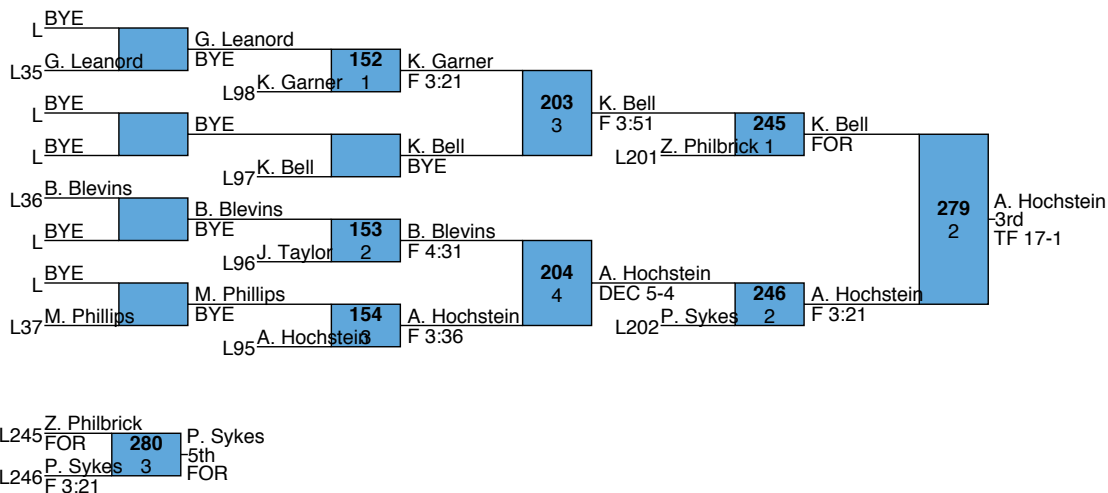 L BYE
L35 G. Leanord
G. Leanord
BYE
152
1
L98 K. Garner
K. Garner
F 3:21
L BYE
L BYE
BYE
L97 K. Bell
K. Bell
BYE
203
3
K. Bell
F 3:51
L201 Z. Philbrick
245
1
K. Bell
FOR
L36 B. Blevins
L BYE
B. Blevins
BYE
153
2
L96 J. Taylor
B. Blevins
F 4:31
L BYE
L37 M. Phillips
M. Phillips
BYE
154
3
L95 A. Hochstein
A. Hochstein
F 3:36
204
4
A. Hochstein
DEC 5-4
L202 P. Sykes
246
2
A. Hochstein
F 3:21
279
2
A. Hochstein
3rd
TF 17-1
L245 Z. Philbrick
FOR
280
3
L246 P. Sykes
F 3:21
P. Sykes
5th
FOR